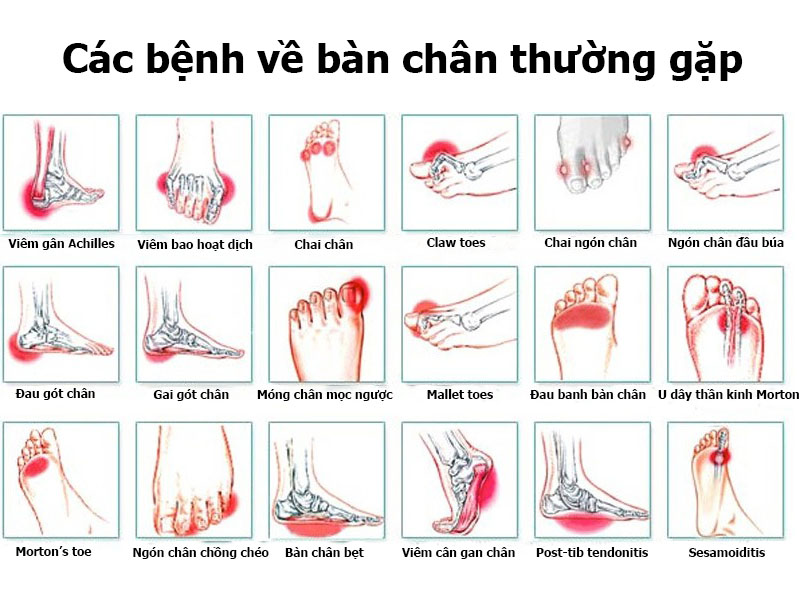 Các bệnh về bàn chân thường gặp
Viêm gân Achilles
Viêm bao hoạt dịch
Chai chân
Claw toes
Chai ngón chân
Ngón chân đầu búa
Đau gót chân
Gai gót chân
Móng chân mọc ngược
Mallet toes
Đau banh bàn chân
U dây thần kinh Morton
Morton's toe
Ngón chân chồng chéo
Bàn chân bẹt
Viêm cân gan chân
Post-tib tendonitis
Sesamoiditis